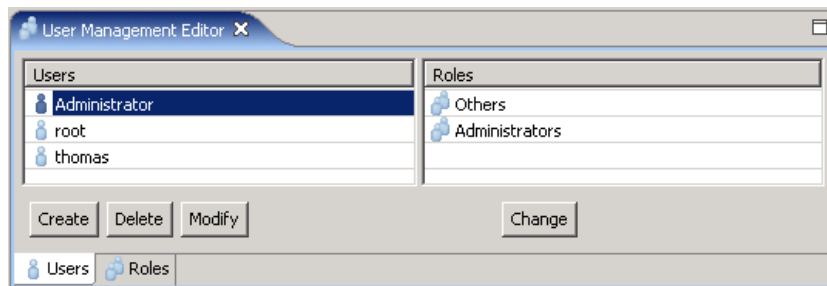 User Management Editor
Users Roles
Administrator Others
root Administrators
thomas
Create Delete Modify Change
Users Roles